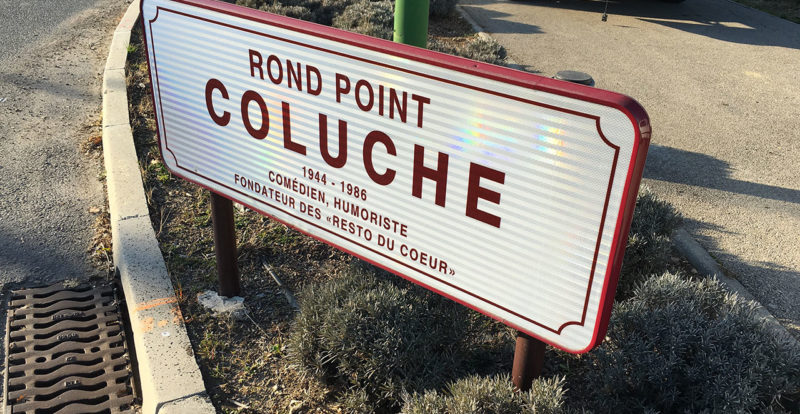 ROND POINT
COLUCHE
1944 - 1986
COMÉDIEN, HUMORISTE
FONDATEUR DES «RESTO DU COEUR»